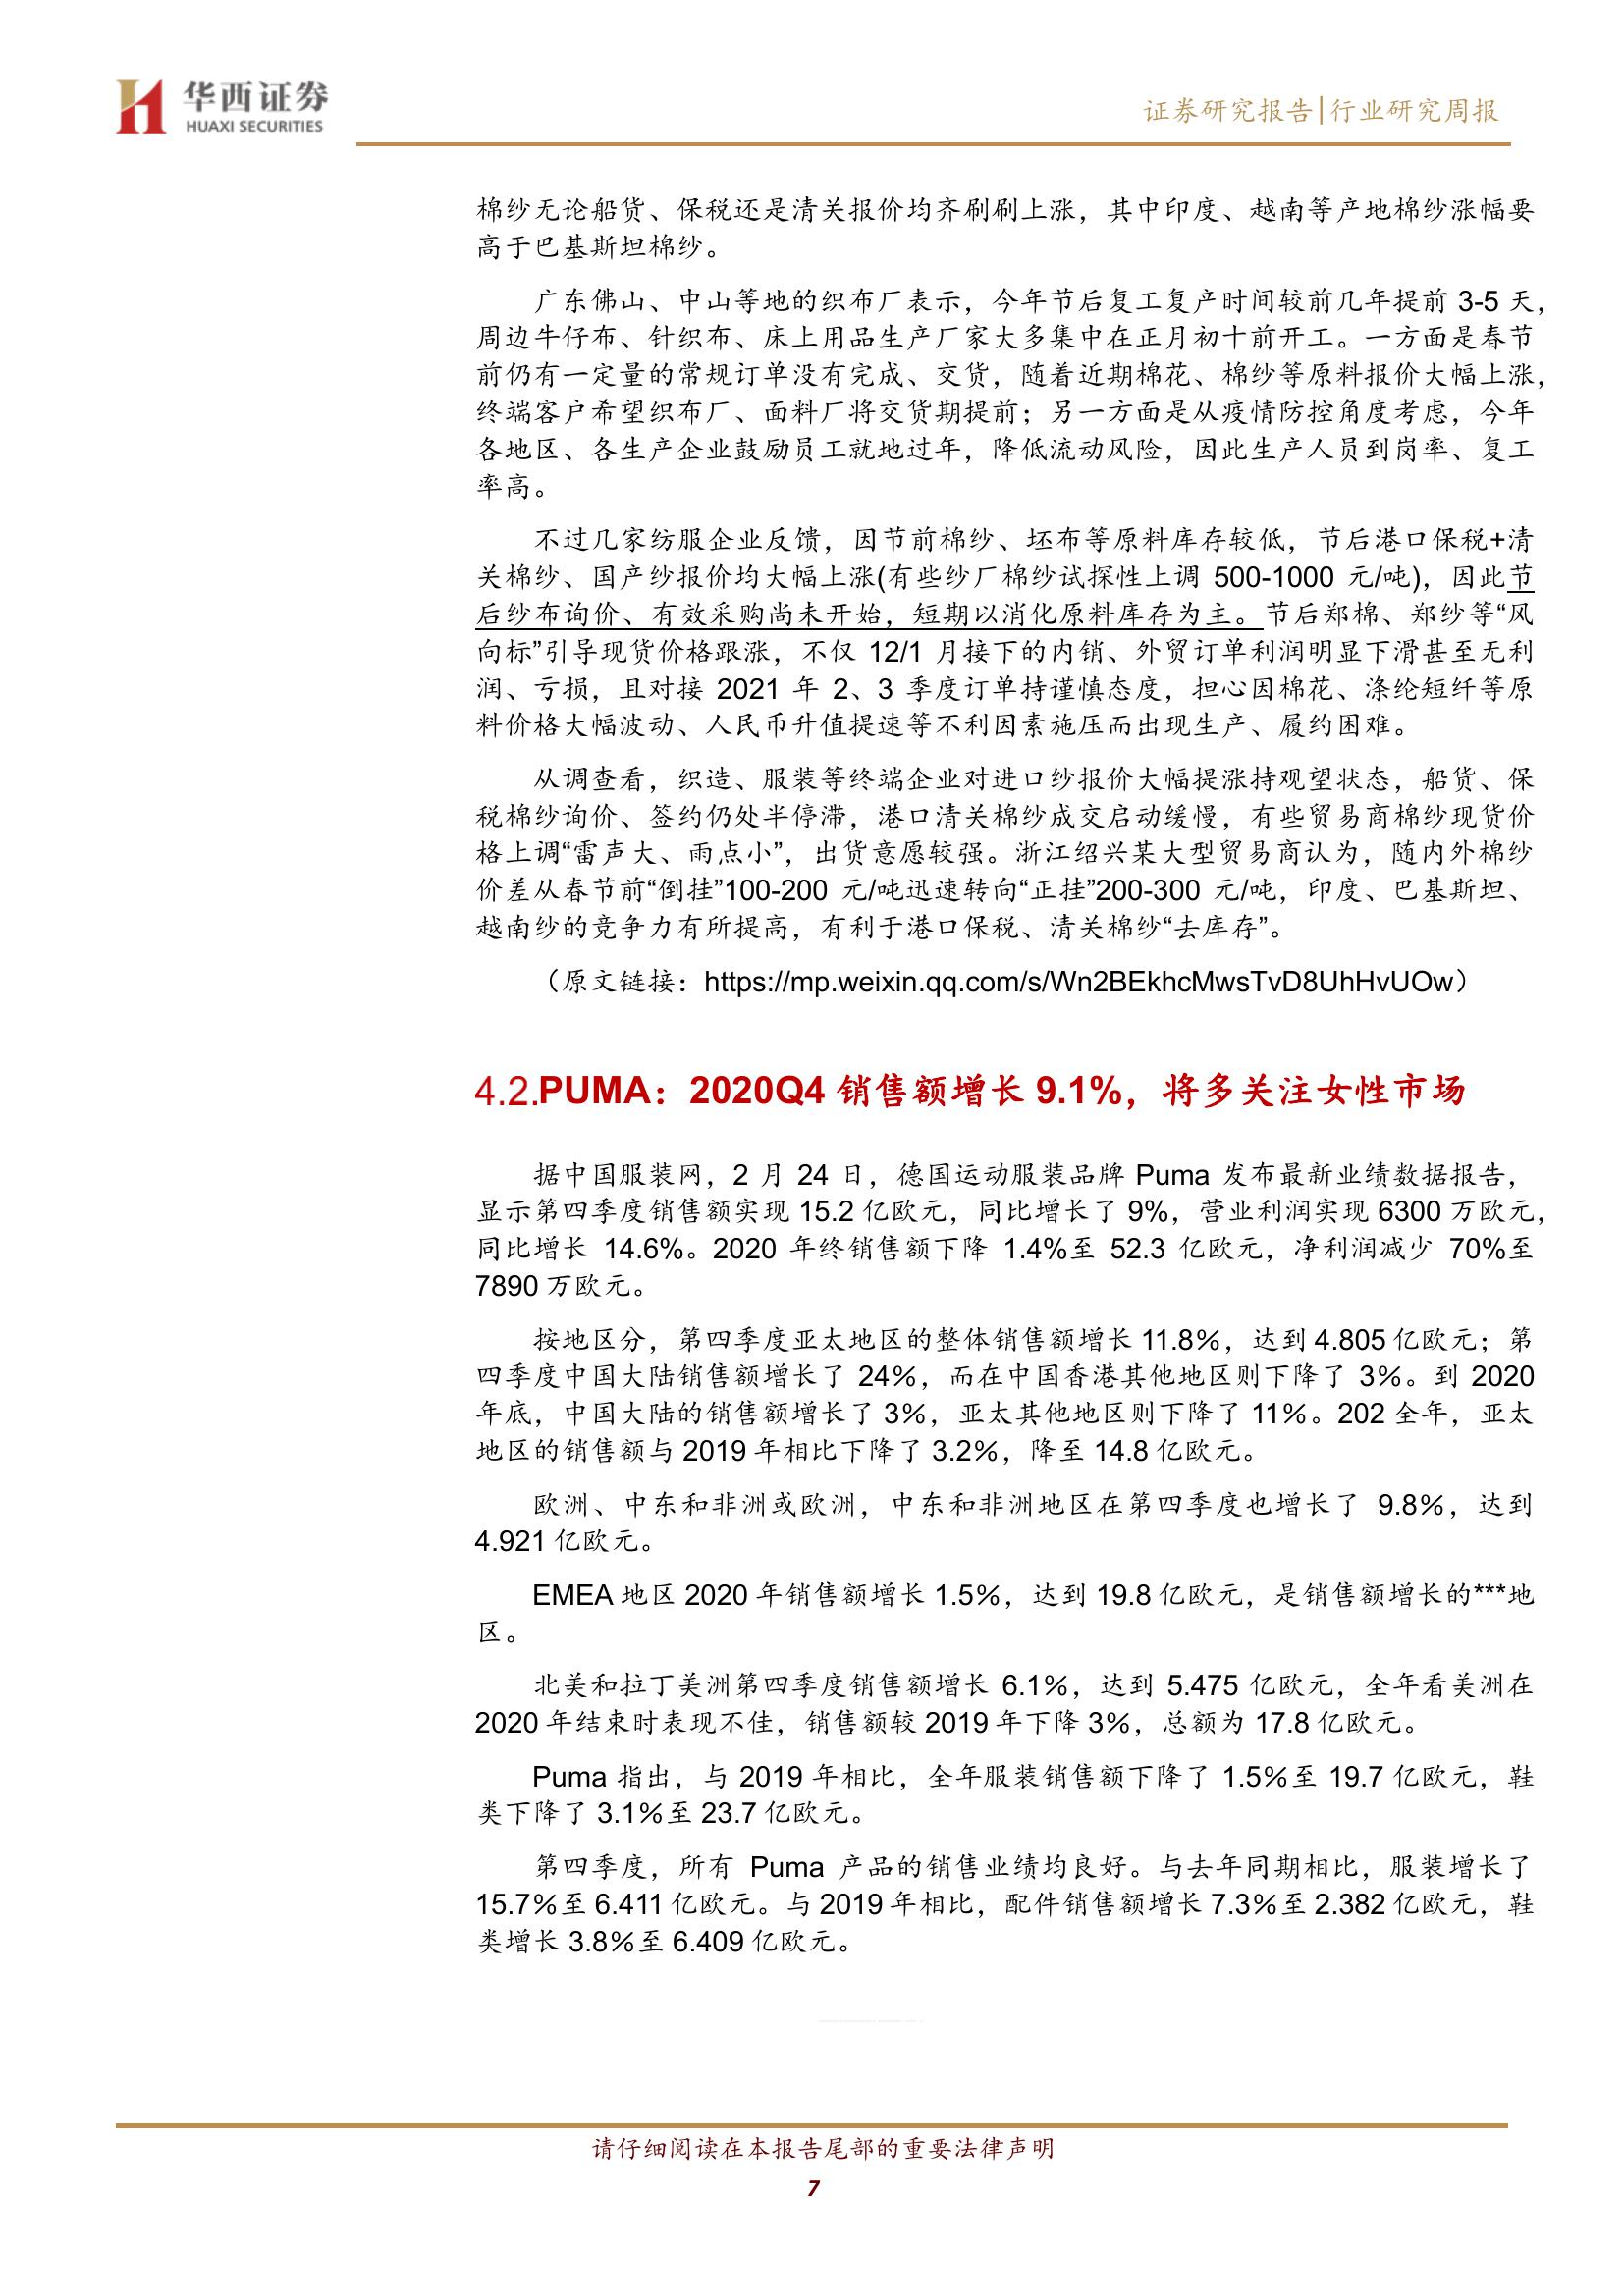 华西证券
HUAXI SECURITIES
证券研究报告|行业研究周报
棉纱无论船货、保税还是清关报价均齐刷刷上涨，其中印度、越南等产地棉纱涨幅要
高于巴基斯坦棉纱。
广东佛山、中山等地的织布厂表示，今年节后复工复产时间较前几年提前 3-5 天，
周边牛仔布、针织布、床上用品生产厂家大多集中在正月初十前开工。一方面是春节
前仍有一定量的常规订单没有完成、交货，随着近期棉花、棉纱等原料报价大幅上涨，
终端客户希望织布厂、面料厂将交货期提前；另一方面是从疫情防控角度考虑，今年
各地区、各生产企业鼓励员工就地过年，降低流动风险，因此生产人员到岗率、复工
率高。
不过几家纺服企业反馈，因节前棉纱、坯布等原料库存较低，节后港口保税+清
关棉纱、国产纱报价均大幅上涨(有些纱厂棉纱试探性上调 500-1000 元/吨)，因此节
后纱布询价、有效采购尚未开始，短期以消化原料库存为主。节后郑棉、郑纱等“风
向标”引导现货价格跟涨，不仅 12/1 月接下的内销、外贸订单利润明显下滑甚至无利
润、亏损，且对接 2021 年 2、3 季度订单持谨慎态度，担心因棉花、涤纶短纤等原
料价格大幅波动、人民币升值提速等不利因素施压而出现生产、履约困难。
从调查看，织造、服装等终端企业对进口纱报价大幅提涨持观望状态，船货、保
税棉纱询价、签约仍处半停滞，港口清关棉纱成交启动缓慢，有些贸易商棉纱现货价
格上调“雷声大、雨点小”，出货意愿较强。浙江绍兴某大型贸易商认为，随内外棉纱
价差从春节前“倒挂”100-200 元/吨迅速转向“正挂”200-300 元/吨，印度、巴基斯坦、
越南纱的竞争力有所提高，有利于港口保税、清关棉纱“去库存”。
（原文链接：https://mp.weixin.qq.com/s/Wn2BEkhcMwsTvD8UhHvUOw）
4.2.PUMA：2020Q4 销售额增长 9.1%，将多关注女性市场
据中国服装网，2 月 24 日，德国运动服装品牌 Puma 发布最新业绩数据报告，
显示第四季度销售额实现 15.2 亿欧元，同比增长了 9%，营业利润实现 6300 万欧元，
同比增长 14.6%。2020 年终销售额下降 1.4%至 52.3 亿欧元，净利润减少 70%至
7890 万欧元。
按地区分，第四季度亚太地区的整体销售额增长 11.8%，达到 4.805 亿欧元；第
四季度中国大陆销售额增长了 24%，而在中国香港其他地区则下降了 3%。到 2020
年底，中国大陆的销售额增长了 3%，亚太其他地区则下降了 11%。202 全年，亚太
地区的销售额与 2019 年相比下降了 3.2%，降至 14.8 亿欧元。
欧洲、中东和非洲或欧洲，中东和非洲地区在第四季度也增长了 9.8%，达到
4.921 亿欧元。
EMEA 地区 2020 年销售额增长 1.5%，达到 19.8 亿欧元，是销售额增长的***地
区。
北美和拉丁美洲第四季度销售额增长 6.1%，达到 5.475 亿欧元，全年看美洲在
2020 年结束时表现不佳，销售额较 2019 年下降 3%，总额为 17.8 亿欧元。
Puma 指出，与 2019 年相比，全年服装销售额下降了 1.5%至 19.7 亿欧元，鞋
类下降了 3.1%至 23.7 亿欧元。
第四季度，所有 Puma 产品的销售业绩均良好。与去年同期相比，服装增长了
15.7%至 6.411 亿欧元。与 2019 年相比，配件销售额增长 7.3%至 2.382 亿欧元，鞋
类增长 3.8%至 6.409 亿欧元。
请仔细阅读在本报告尾部的重要法律声明
7